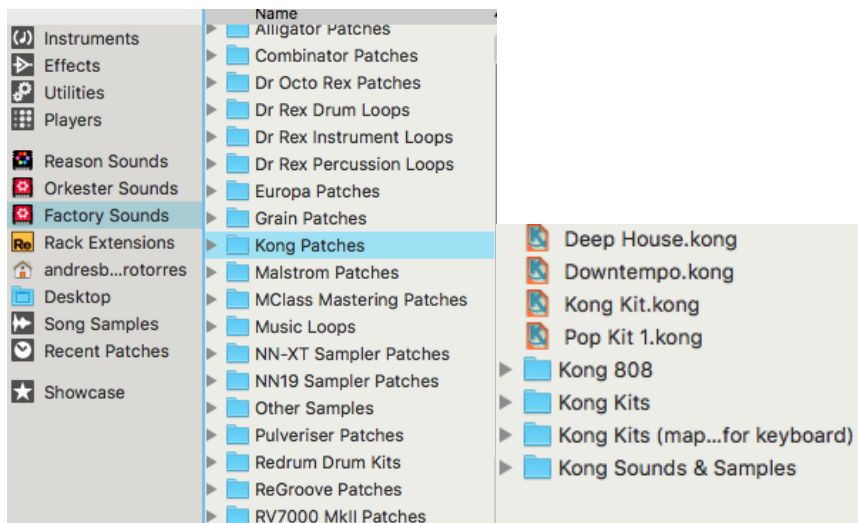 Name
Instruments
Effects
Utilities
Players
Reason Sounds
Orkester Sounds
Factory Sounds
Re Rack Extensions
andresb...rotorres
Desktop
Song Samples
Recent Patches
Showcase
Alligator Patches
Combinator Patches
Dr Octo Rex Patches
Dr Rex Drum Loops
Dr Rex Instrument Loops
Dr Rex Percussion Loops
Europa Patches
Grain Patches
Kong Patches
Malstrom Patches
MClass Mastering Patches
Music Loops
NN-XT Sampler Patches
NN19 Sampler Patches
Other Samples
Pulveriser Patches
Redrum Drum Kits
ReGroove Patches
RV7000 MkII Patches
Deep House.kong
Downtempo.kong
Kong Kit.kong
Pop Kit 1.kong
Kong 808
Kong Kits
Kong Kits (map...for keyboard)
Kong Sounds & Samples